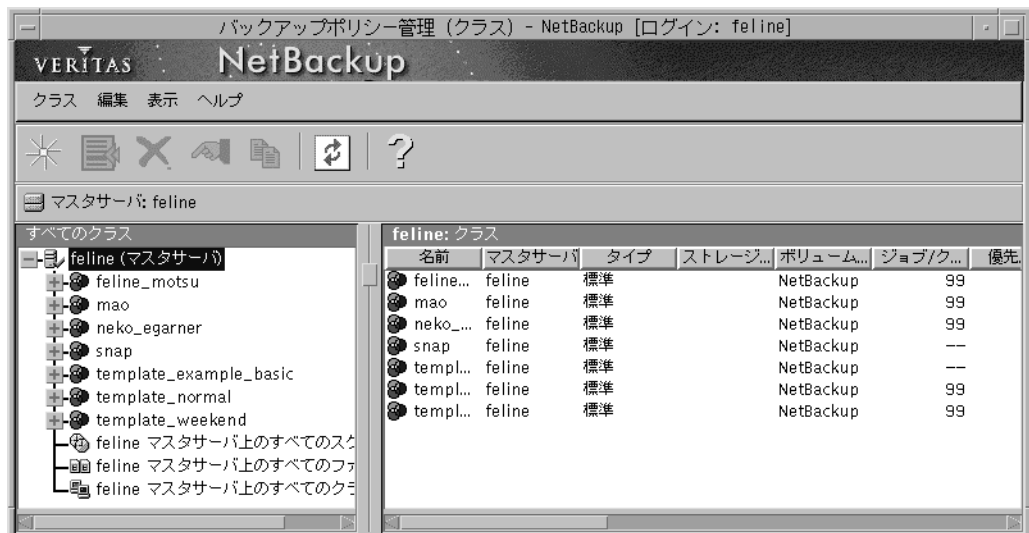 バックアップポリシー管理 (クラス) - NetBackup [ログイン: feline]
VERITAS NetBackup
クラス 編集 表示 ヘルプ
マスタサーバ: feline
すべてのクラス
feline (マスタサーバ)
feline_motsu
mao
neko_egarner
snap
template_example_basic
template_normal
template_weekend
feline マスタサーバ上のすべてのスク
feline マスタサーバ上のすべてのファ
feline マスタサーバ上のすべてのクラ
feline: クラス
名前 マスタサーバ タイプ ストレージ... ボリューム... ジョブ/ク... 優先.
feline... feline 標準 NetBackup 99
mao feline 標準 NetBackup 99
neko_... feline 標準 NetBackup 99
snap feline 標準 NetBackup --
templ... feline 標準 NetBackup --
templ... feline 標準 NetBackup 99
templ... feline 標準 NetBackup 99